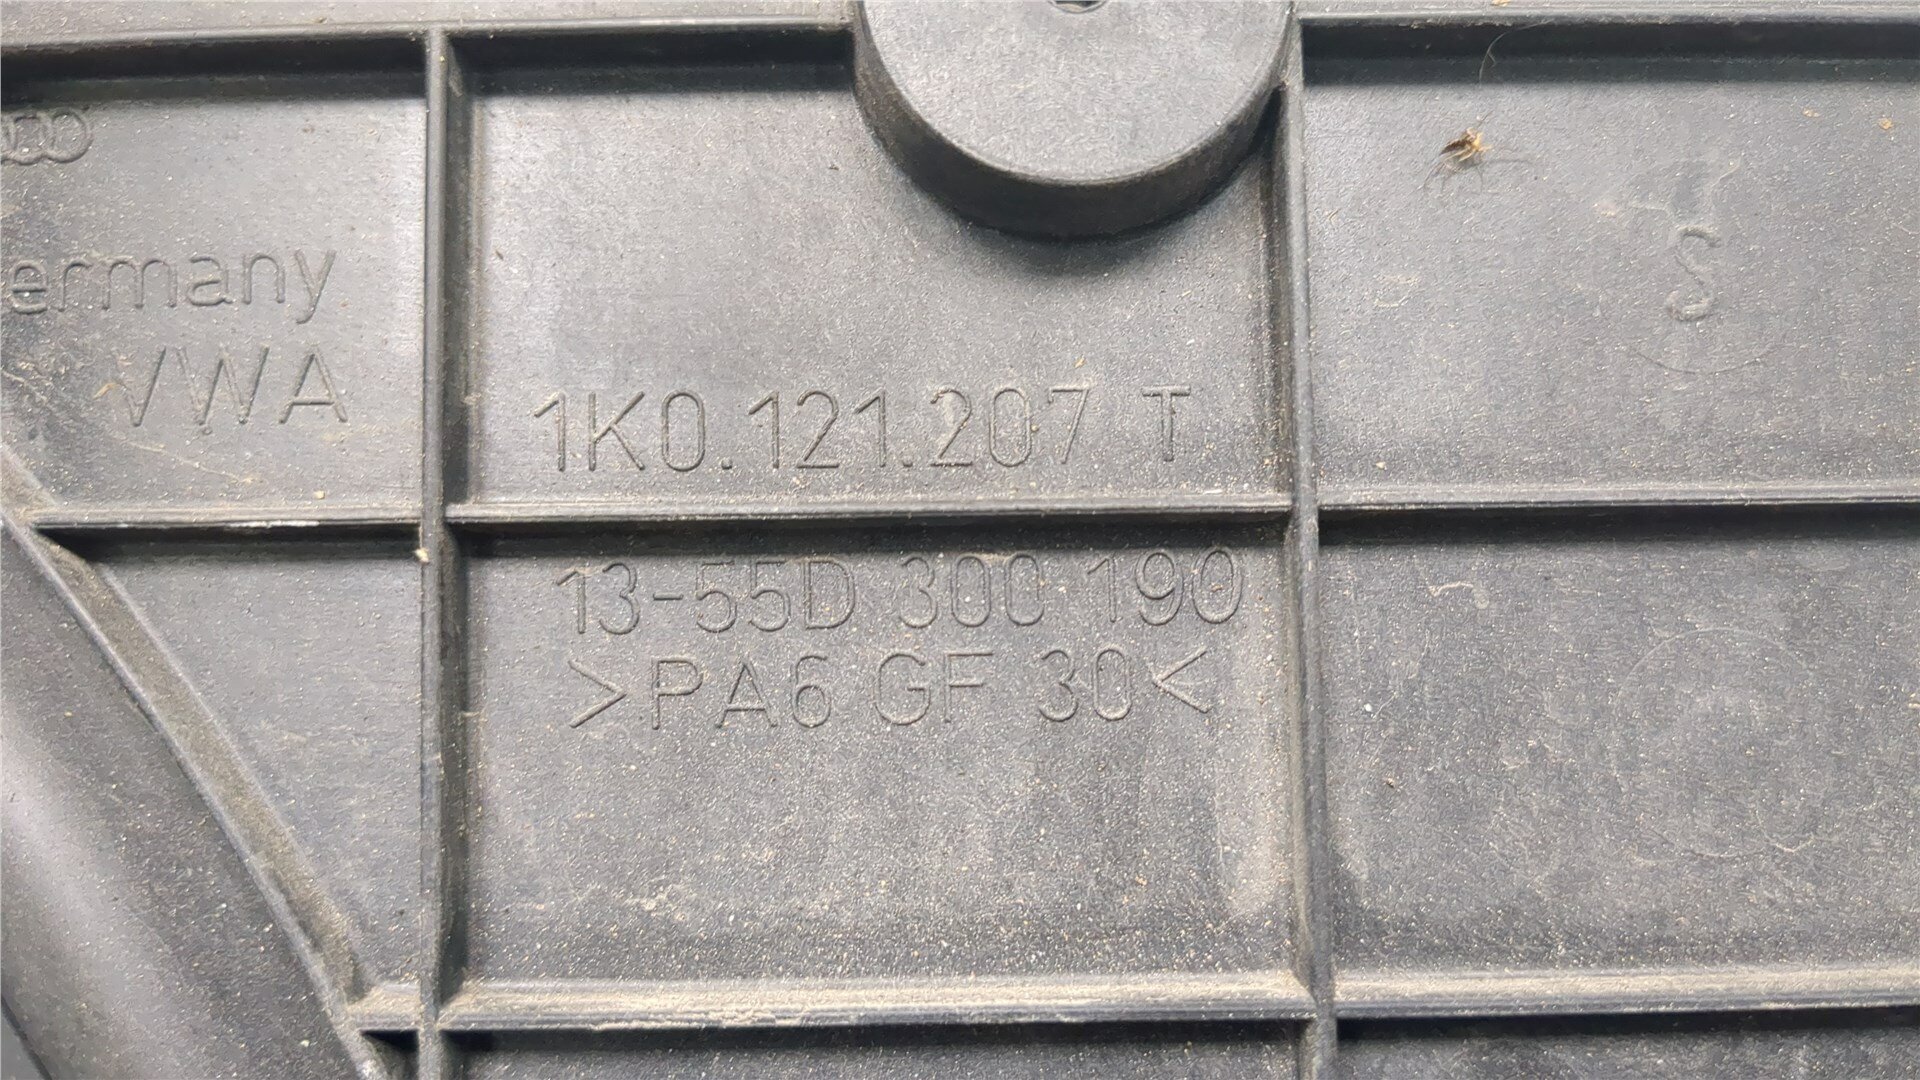 ermany
VWA
1K0.121.207 T
S
13-55D 300 190
>PA6 GF 30<